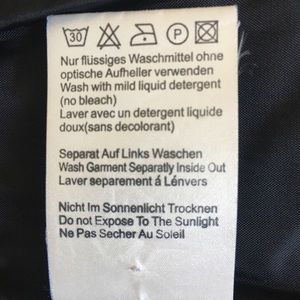 30 P
Nur flüssiges Waschmittel ohne
optische Aufheller verwenden
Wash with mild liquid detergent
(no bleach)
Laver avec un detergent liquide
doux(sans decolorant)
Separat Auf Links Waschen
Wash Garment Separatly Inside Out
Laver separement á Lénvers
Nicht Im Sonnenlicht Trocknen
Do not Expose To The Sunlight
Ne Pas Secher Au Soleil